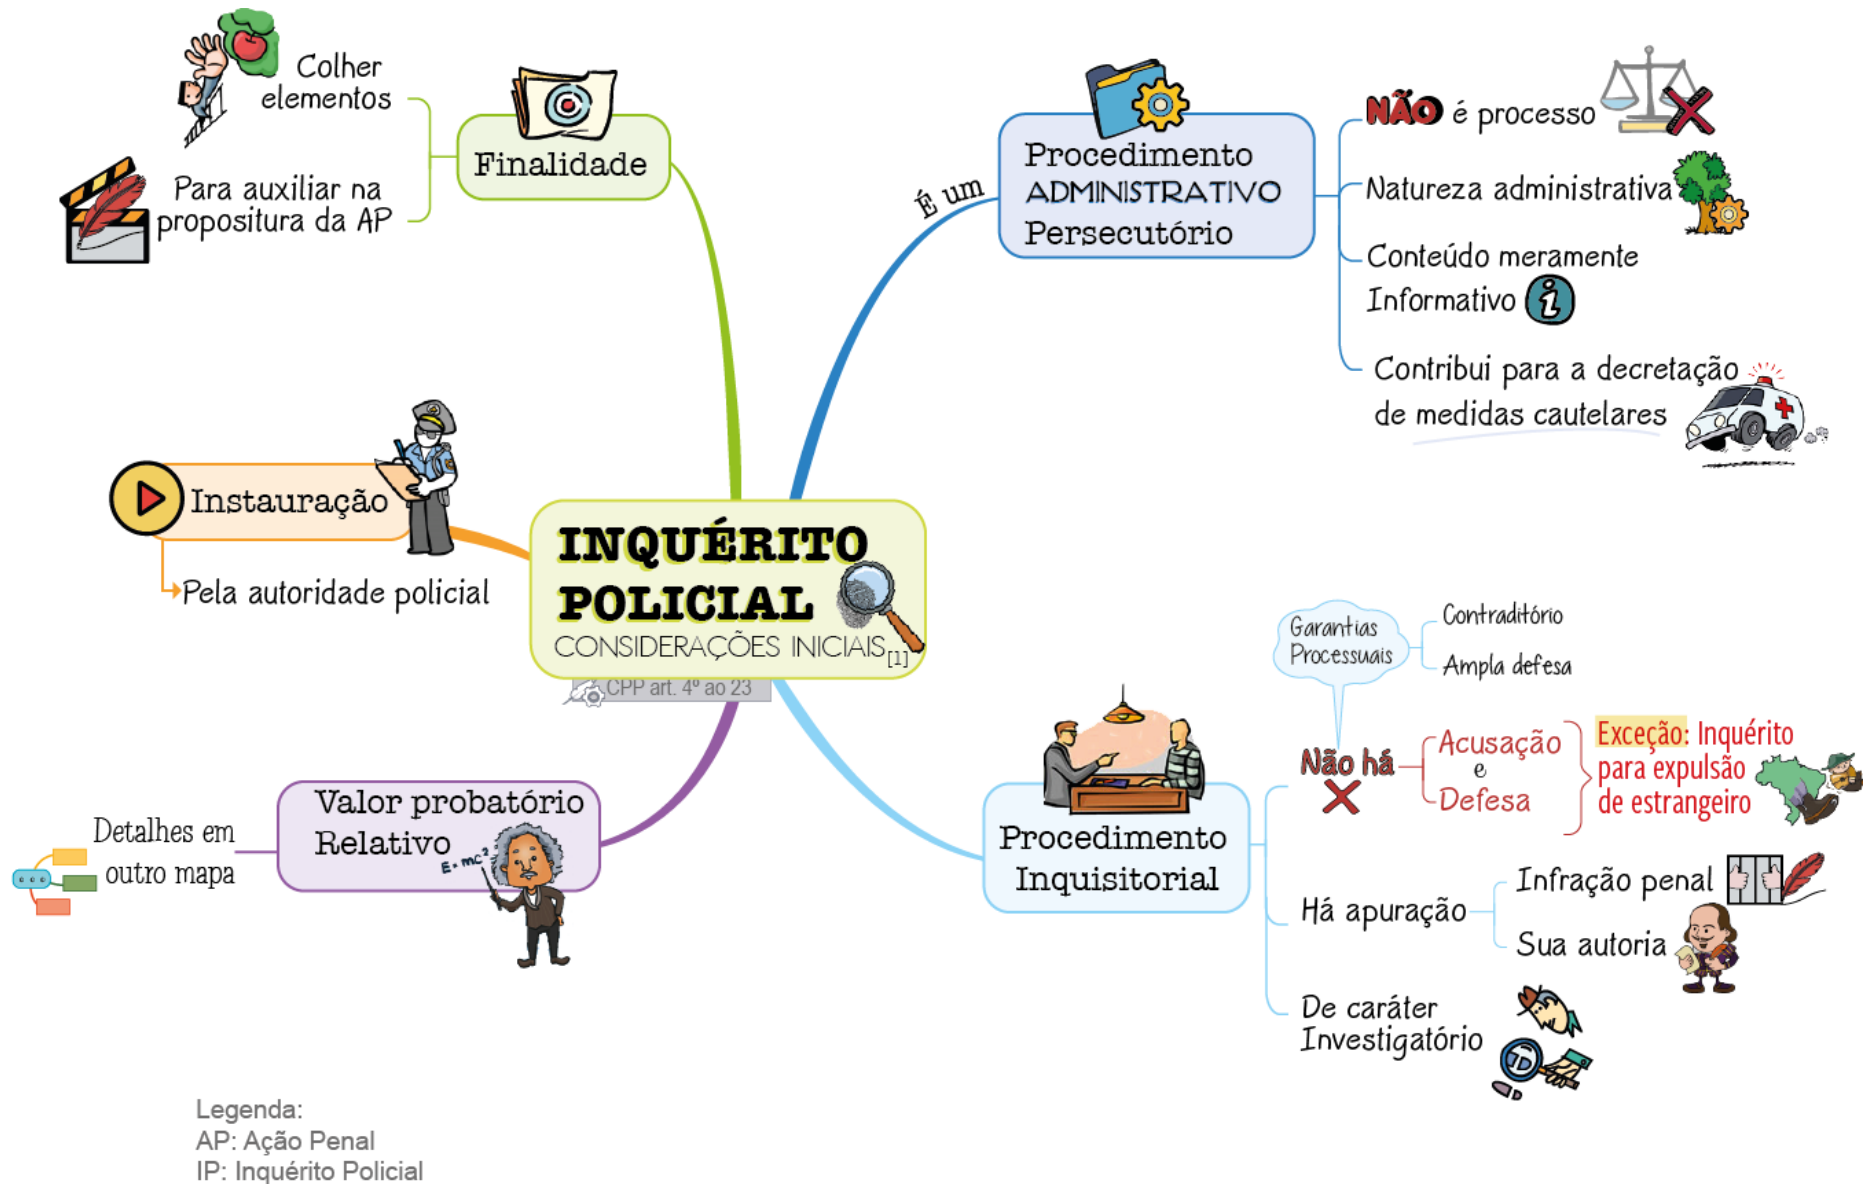 INQUÉRITO
POLICIAL
CONSIDERAÇÕES INICIAIS[1]
CPP art. 4º ao 23
É um
Procedimento
ADMINISTRATIVO
Persecutório
NÃO é processo
Natureza administrativa
Conteúdo meramente
Informativo
i
Contribui para a decretação
de medidas cautelares
Procedimento
Inquisitorial
Garantias
Processuais
Contraditório
Ampla defesa
Não há
Acusação
e
Defesa
Exceção: Inquérito
para expulsão
de estrangeiro
Há apuração
Infração penal
Sua autoria
De caráter
Investigatório
Valor probatório
Relativo
E=mc²
Detalhes em
outro mapa
Instauração
Pela autoridade policial
Finalidade
Colher
elementos
Para auxiliar na
propositura da AP
Legenda:
AP: Ação Penal
IP: Inquérito Policial